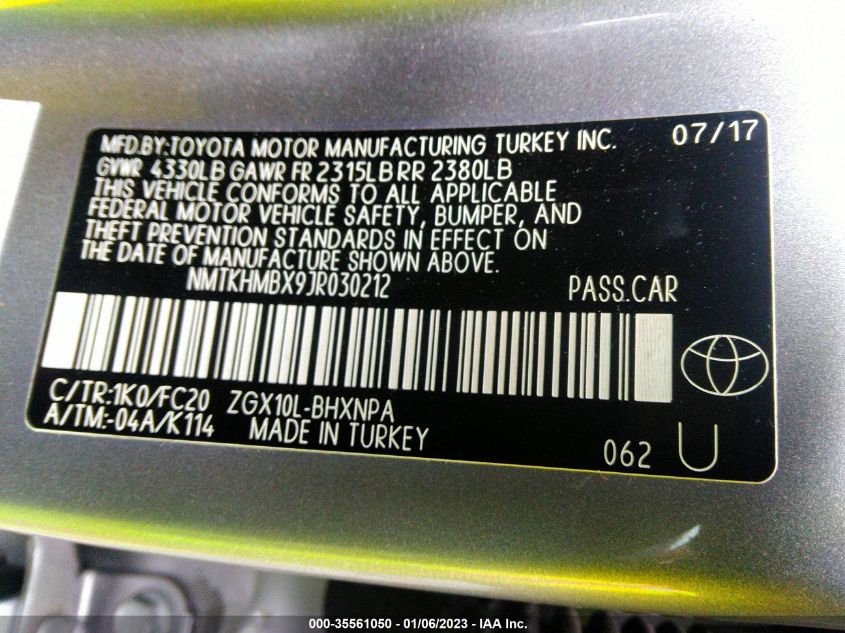 MFD.BY:TOYOTA MOTOR MANUFACTURING TURKEY INC. 07/17
GVWR 4330LB GAWR FR 2315LB RR 2380LB
THIS VEHICLE CONFORMS TO ALL APPLICABLE
FEDERAL MOTOR VEHICLE SAFETY, BUMPER, AND
THEFT PREVENTION STANDARDS IN EFFECT ON
THE DATE OF MANUFACTURE SHOWN ABOVE.
NMTKHMBX9JR030212 PASS.CAR
C/TR:1K0/FC20 ZGX10L-BHXNPA
A/TM:-04A/K114 MADE IN TURKEY
062 U
000-35561050 - 01/06/2023 - IAA Inc.